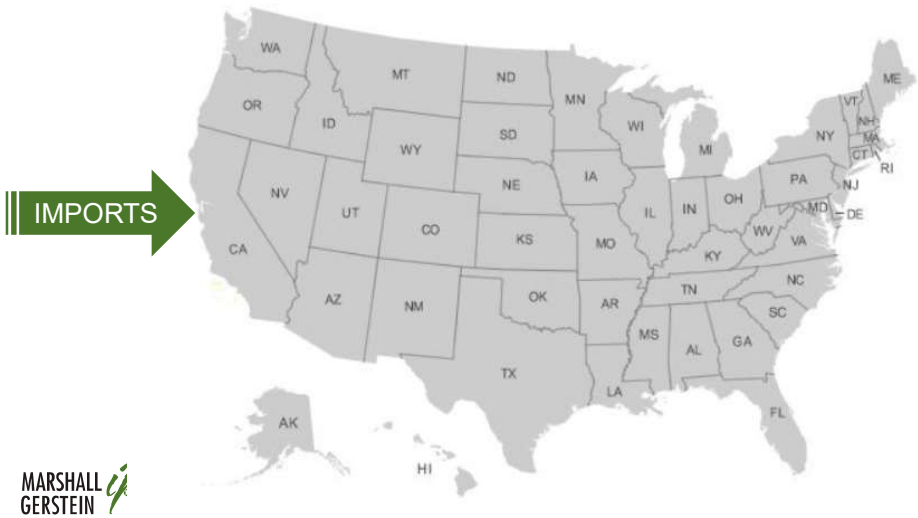 WA
MT
ND
MN
ME
VT
NH
OR
ID
SD
WI
NY
MA
WY
MI
CT
RI
NE
IA
PA
NJ
NV
UT
CO
IL
IN
OH
MD
DE
IMPORTS
KS
MO
WV
VA
CA
KY
AZ
NM
OK
AR
TN
NC
SC
MS
AL
GA
TX
LA
FL
AK
HI
MARSHALL
GERSTEIN